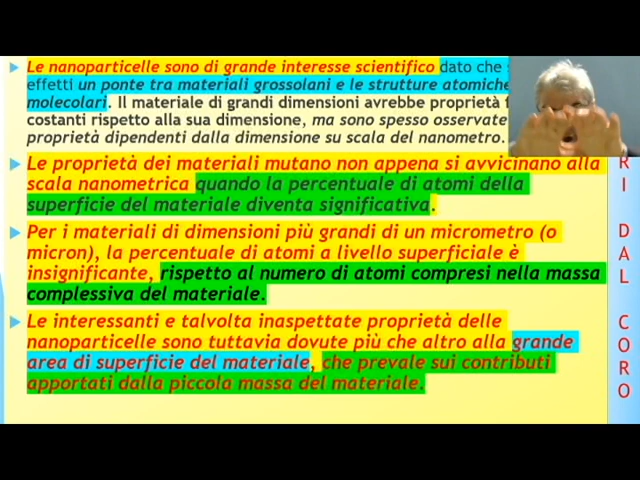 Le nanoparticelle sono di grande interesse scientifico dato che
effetti un ponte tra materiali grossolani e le strutture atomiche
molecolari. Il materiale di grandi dimensioni avrebbe proprietà
costanti rispetto alla sua dimensione, ma sono spesso osservate
proprietà dipendenti dalla dimensione su scala del nanometro.
Le proprietà dei materiali mutano non appena si avvicinano alla
scala nanometrica quando la percentuale di atomi della
superficie del materiale diventa significativa.
Per i materiali di dimensioni più grandi di un micrometro (o
micron), la percentuale di atomi a livello superficiale è
insignificante, rispetto al numero di atomi compresi nella massa
complessiva del materiale.
Le interessanti e talvolta inaspettate proprietà delle
nanoparticelle sono tuttavia dovute più che altro alla grande
area di superficie del materiale, che prevale sui contributi
apportati dalla piccola massa del materiale.
R
I
D
A
L
C
O
R
O